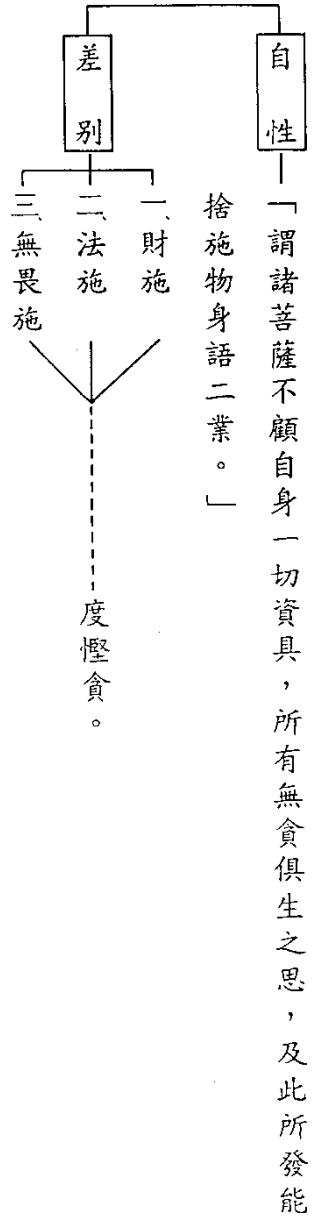 自性
「謂諸菩薩不顧自身一切資具，所有無貪俱生之思，及此所發能
捨施物身語二業。」
差別
一、財施
二、法施
三、無畏施
度慳貪。